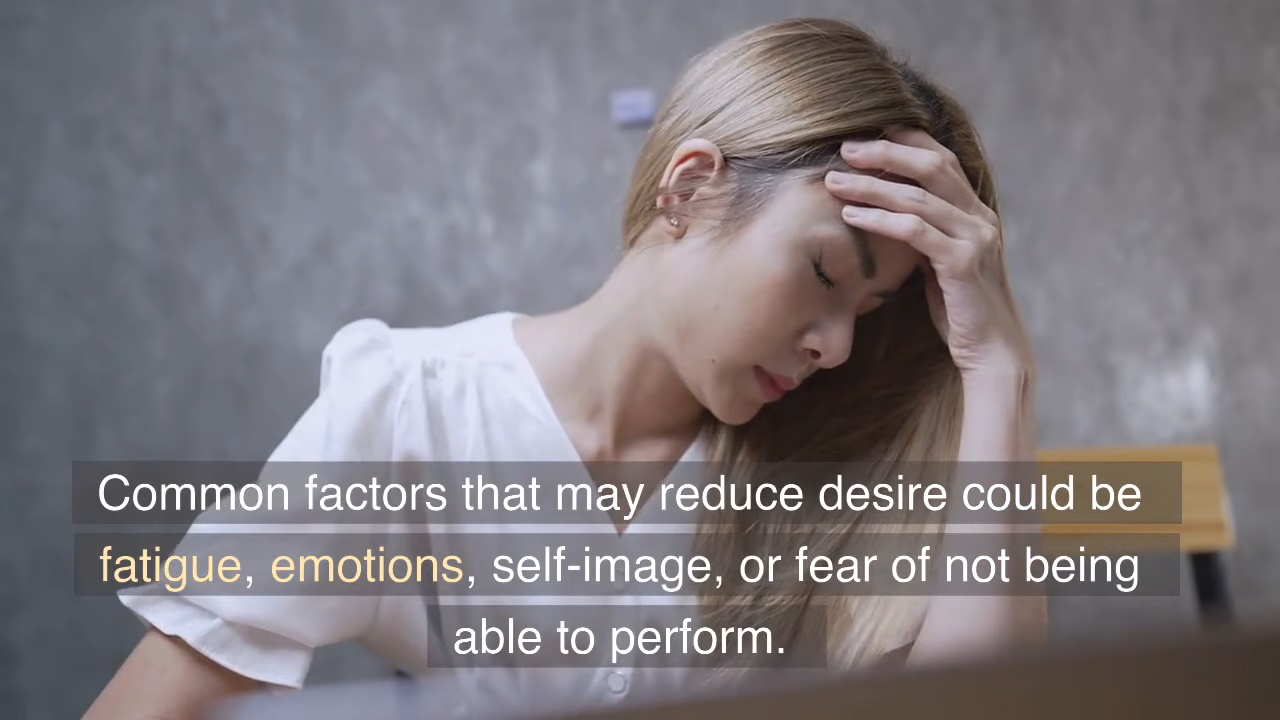 Common factors that may reduce desire could be
fatigue, emotions, self-image, or fear of not being
able to perform.